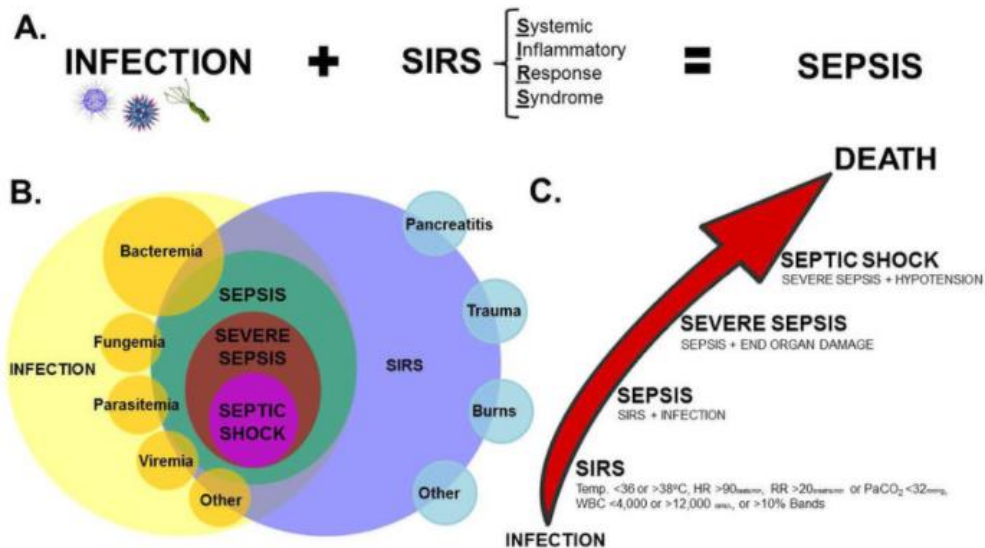 A.
INFECTION + SIRS = SEPSIS
Systemic
Inflammatory
Response
Syndrome
B.
Bacteremia
Fungemia
INFECTION
Parasitemia
Viremia
Other
SEPSIS
SEVERE
SEPSIS
SEPTIC
SHOCK
SIRS
Pancreatitis
Trauma
Burns
Other
C.
DEATH
SEPTIC SHOCK
SEVERE SEPSIS + HYPOTENSION
SEVERE SEPSIS
SEPSIS + END ORGAN DAMAGE
SEPSIS
SIRS + INFECTION
SIRS
Temp. <36 or >38ºC, HR >90, RR >20 or PaCO2 <32
WBC <4,000 or >12,000, or >10% Bands
INFECTION